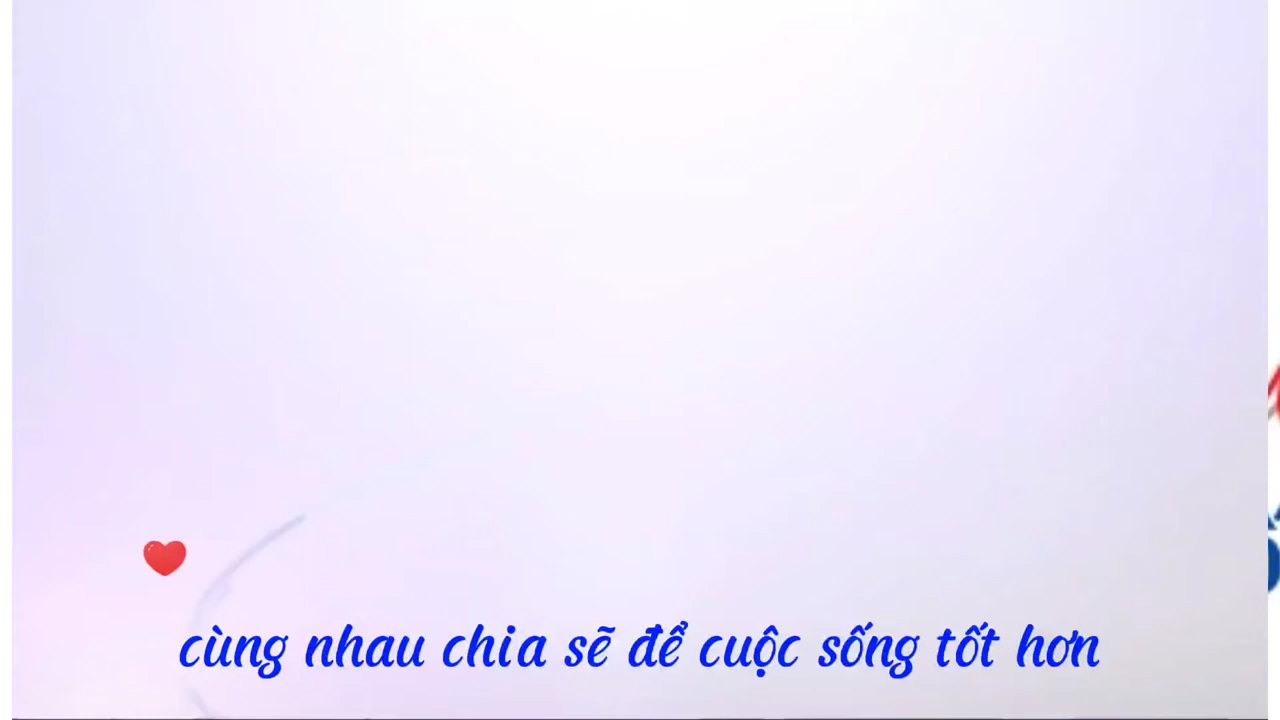 cùng nhau chia sẽ để cuộc sống tốt hơn